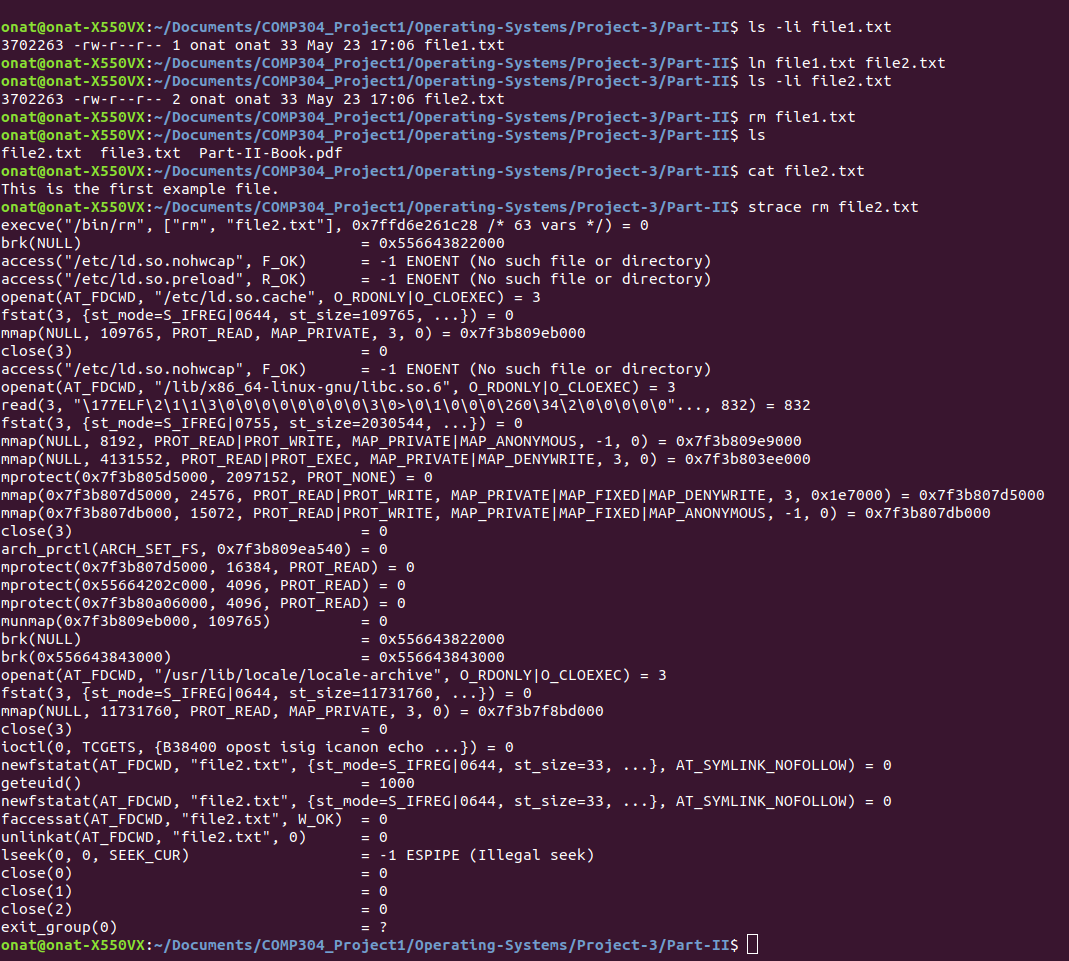 onat@onat-X550VX:~/Documents/COMP304_Project1/Operating-Systems/Project-3/Part-II$ ls -li file1.txt
3702263 -rw-r--r-- 1 onat onat 33 May 23 17:06 file1.txt
onat@onat-X550VX:~/Documents/COMP304_Project1/Operating-Systems/Project-3/Part-II$ ln file1.txt file2.txt
onat@onat-X550VX:~/Documents/COMP304_Project1/Operating-Systems/Project-3/Part-II$ ls -li file2.txt
3702263 -rw-r--r-- 2 onat onat 33 May 23 17:06 file2.txt
onat@onat-X550VX:~/Documents/COMP304_Project1/Operating-Systems/Project-3/Part-II$ rm file1.txt
onat@onat-X550VX:~/Documents/COMP304_Project1/Operating-Systems/Project-3/Part-II$ ls
file2.txt  file3.txt  Part-II-Book.pdf
onat@onat-X550VX:~/Documents/COMP304_Project1/Operating-Systems/Project-3/Part-II$ cat file2.txt
This is the first example file.
onat@onat-X550VX:~/Documents/COMP304_Project1/Operating-Systems/Project-3/Part-II$ strace rm file2.txt
execve("/bin/rm", ["rm", "file2.txt"], 0x7ffd6e261c28 /* 63 vars */) = 0
brk(NULL)                               = 0x556643822000
access("/etc/ld.so.nohwcap", F_OK)      = -1 ENOENT (No such file or directory)
access("/etc/ld.so.preload", R_OK)      = -1 ENOENT (No such file or directory)
openat(AT_FDCWD, "/etc/ld.so.cache", O_RDONLY|O_CLOEXEC) = 3
fstat(3, {st_mode=S_IFREG|0644, st_size=109765, ...}) = 0
mmap(NULL, 109765, PROT_READ, MAP_PRIVATE, 3, 0) = 0x7f3b809eb000
close(3)                                = 0
access("/etc/ld.so.nohwcap", F_OK)      = -1 ENOENT (No such file or directory)
openat(AT_FDCWD, "/lib/x86_64-linux-gnu/libc.so.6", O_RDONLY|O_CLOEXEC) = 3
read(3, "\177ELF\2\1\1\3\0\0\0\0\0\0\0\0\3\0>\0\1\0\0\0\260\34\2\0\0\0\0\0"..., 832) = 832
fstat(3, {st_mode=S_IFREG|0755, st_size=2030544, ...}) = 0
mmap(NULL, 8192, PROT_READ|PROT_WRITE, MAP_PRIVATE|MAP_ANONYMOUS, -1, 0) = 0x7f3b809e9000
mmap(NULL, 4131552, PROT_READ|PROT_EXEC, MAP_PRIVATE|MAP_DENYWRITE, 3, 0) = 0x7f3b803ee000
mprotect(0x7f3b805d5000, 2097152, PROT_NONE) = 0
mmap(0x7f3b807d5000, 24576, PROT_READ|PROT_WRITE, MAP_PRIVATE|MAP_FIXED|MAP_DENYWRITE, 3, 0x1e7000) = 0x7f3b807d5000
mmap(0x7f3b807db000, 15072, PROT_READ|PROT_WRITE, MAP_PRIVATE|MAP_FIXED|MAP_ANONYMOUS, -1, 0) = 0x7f3b807db000
close(3)                                = 0
arch_prctl(ARCH_SET_FS, 0x7f3b809ea540) = 0
mprotect(0x7f3b807d5000, 16384, PROT_READ) = 0
mprotect(0x55664202c000, 4096, PROT_READ) = 0
mprotect(0x7f3b80a06000, 4096, PROT_READ) = 0
munmap(0x7f3b809eb000, 109765)          = 0
brk(NULL)                               = 0x556643822000
brk(0x556643843000)                     = 0x556643843000
openat(AT_FDCWD, "/usr/lib/locale/locale-archive", O_RDONLY|O_CLOEXEC) = 3
fstat(3, {st_mode=S_IFREG|0644, st_size=11731760, ...}) = 0
mmap(NULL, 11731760, PROT_READ, MAP_PRIVATE, 3, 0) = 0x7f3b7f8bd000
close(3)                                = 0
ioctl(0, TCGETS, {B38400 opost isig icanon echo ...}) = 0
newfstatat(AT_FDCWD, "file2.txt", {st_mode=S_IFREG|0644, st_size=33, ...}, AT_SYMLINK_NOFOLLOW) = 0
geteuid()                               = 1000
newfstatat(AT_FDCWD, "file2.txt", {st_mode=S_IFREG|0644, st_size=33, ...}, AT_SYMLINK_NOFOLLOW) = 0
faccessat(AT_FDCWD, "file2.txt", W_OK)  = 0
unlinkat(AT_FDCWD, "file2.txt", 0)      = 0
lseek(0, 0, SEEK_CUR)                   = -1 ESPIPE (Illegal seek)
close(0)                                = 0
close(1)                                = 0
close(2)                                = 0
exit_group(0)                           = ?
onat@onat-X550VX:~/Documents/COMP304_Project1/Operating-Systems/Project-3/Part-II$